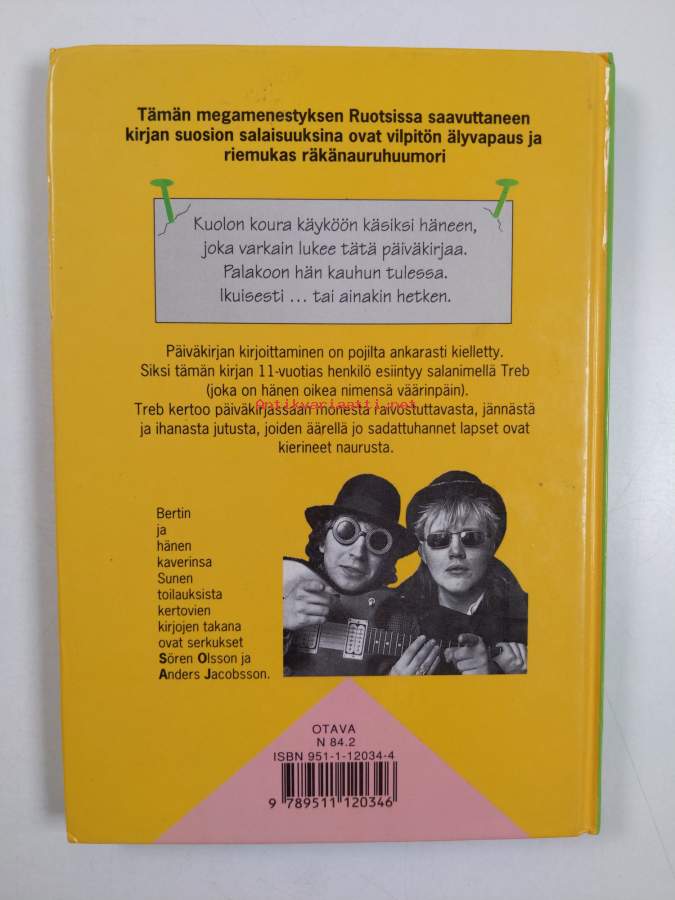 Tämän megamenestyksen Ruotsissa saavuttaneen
kirjan suosion salaisuuksina ovat vilpitön älyvapaus ja
riemukas räkänauruhuumori
Kuolon koura käyköön käsiksi häneen,
joka varkain lukee tätä päiväkirjaa.
Palakoon hän kauhun tulessa.
Ikuisesti ... tai ainakin hetken.
Päiväkirjan kirjoittaminen on pojilta ankarasti kielletty.
Siksi tämän kirjan 11-vuotias henkilö esiintyy salanimellä Treb
(joka on hänen oikea nimensä väärinpäin).
Antikvariaatti.net
Treb kertoo päiväkirjassaan monesta raivostuttavasta, jännästä
ja ihanasta jutusta, joiden äärellä jo sadattuhannet lapset ovat
kierineet naurusta.
Bertin
ja
hänen
kaverinsa
Sunen
toilauksista
kertovien
kirjojen takana
ovat serkukset
Sören Olsson ja
Anders Jacobsson.
OTAVA
N 84.2
ISBN 951-1-12034-4
9 789511 120346